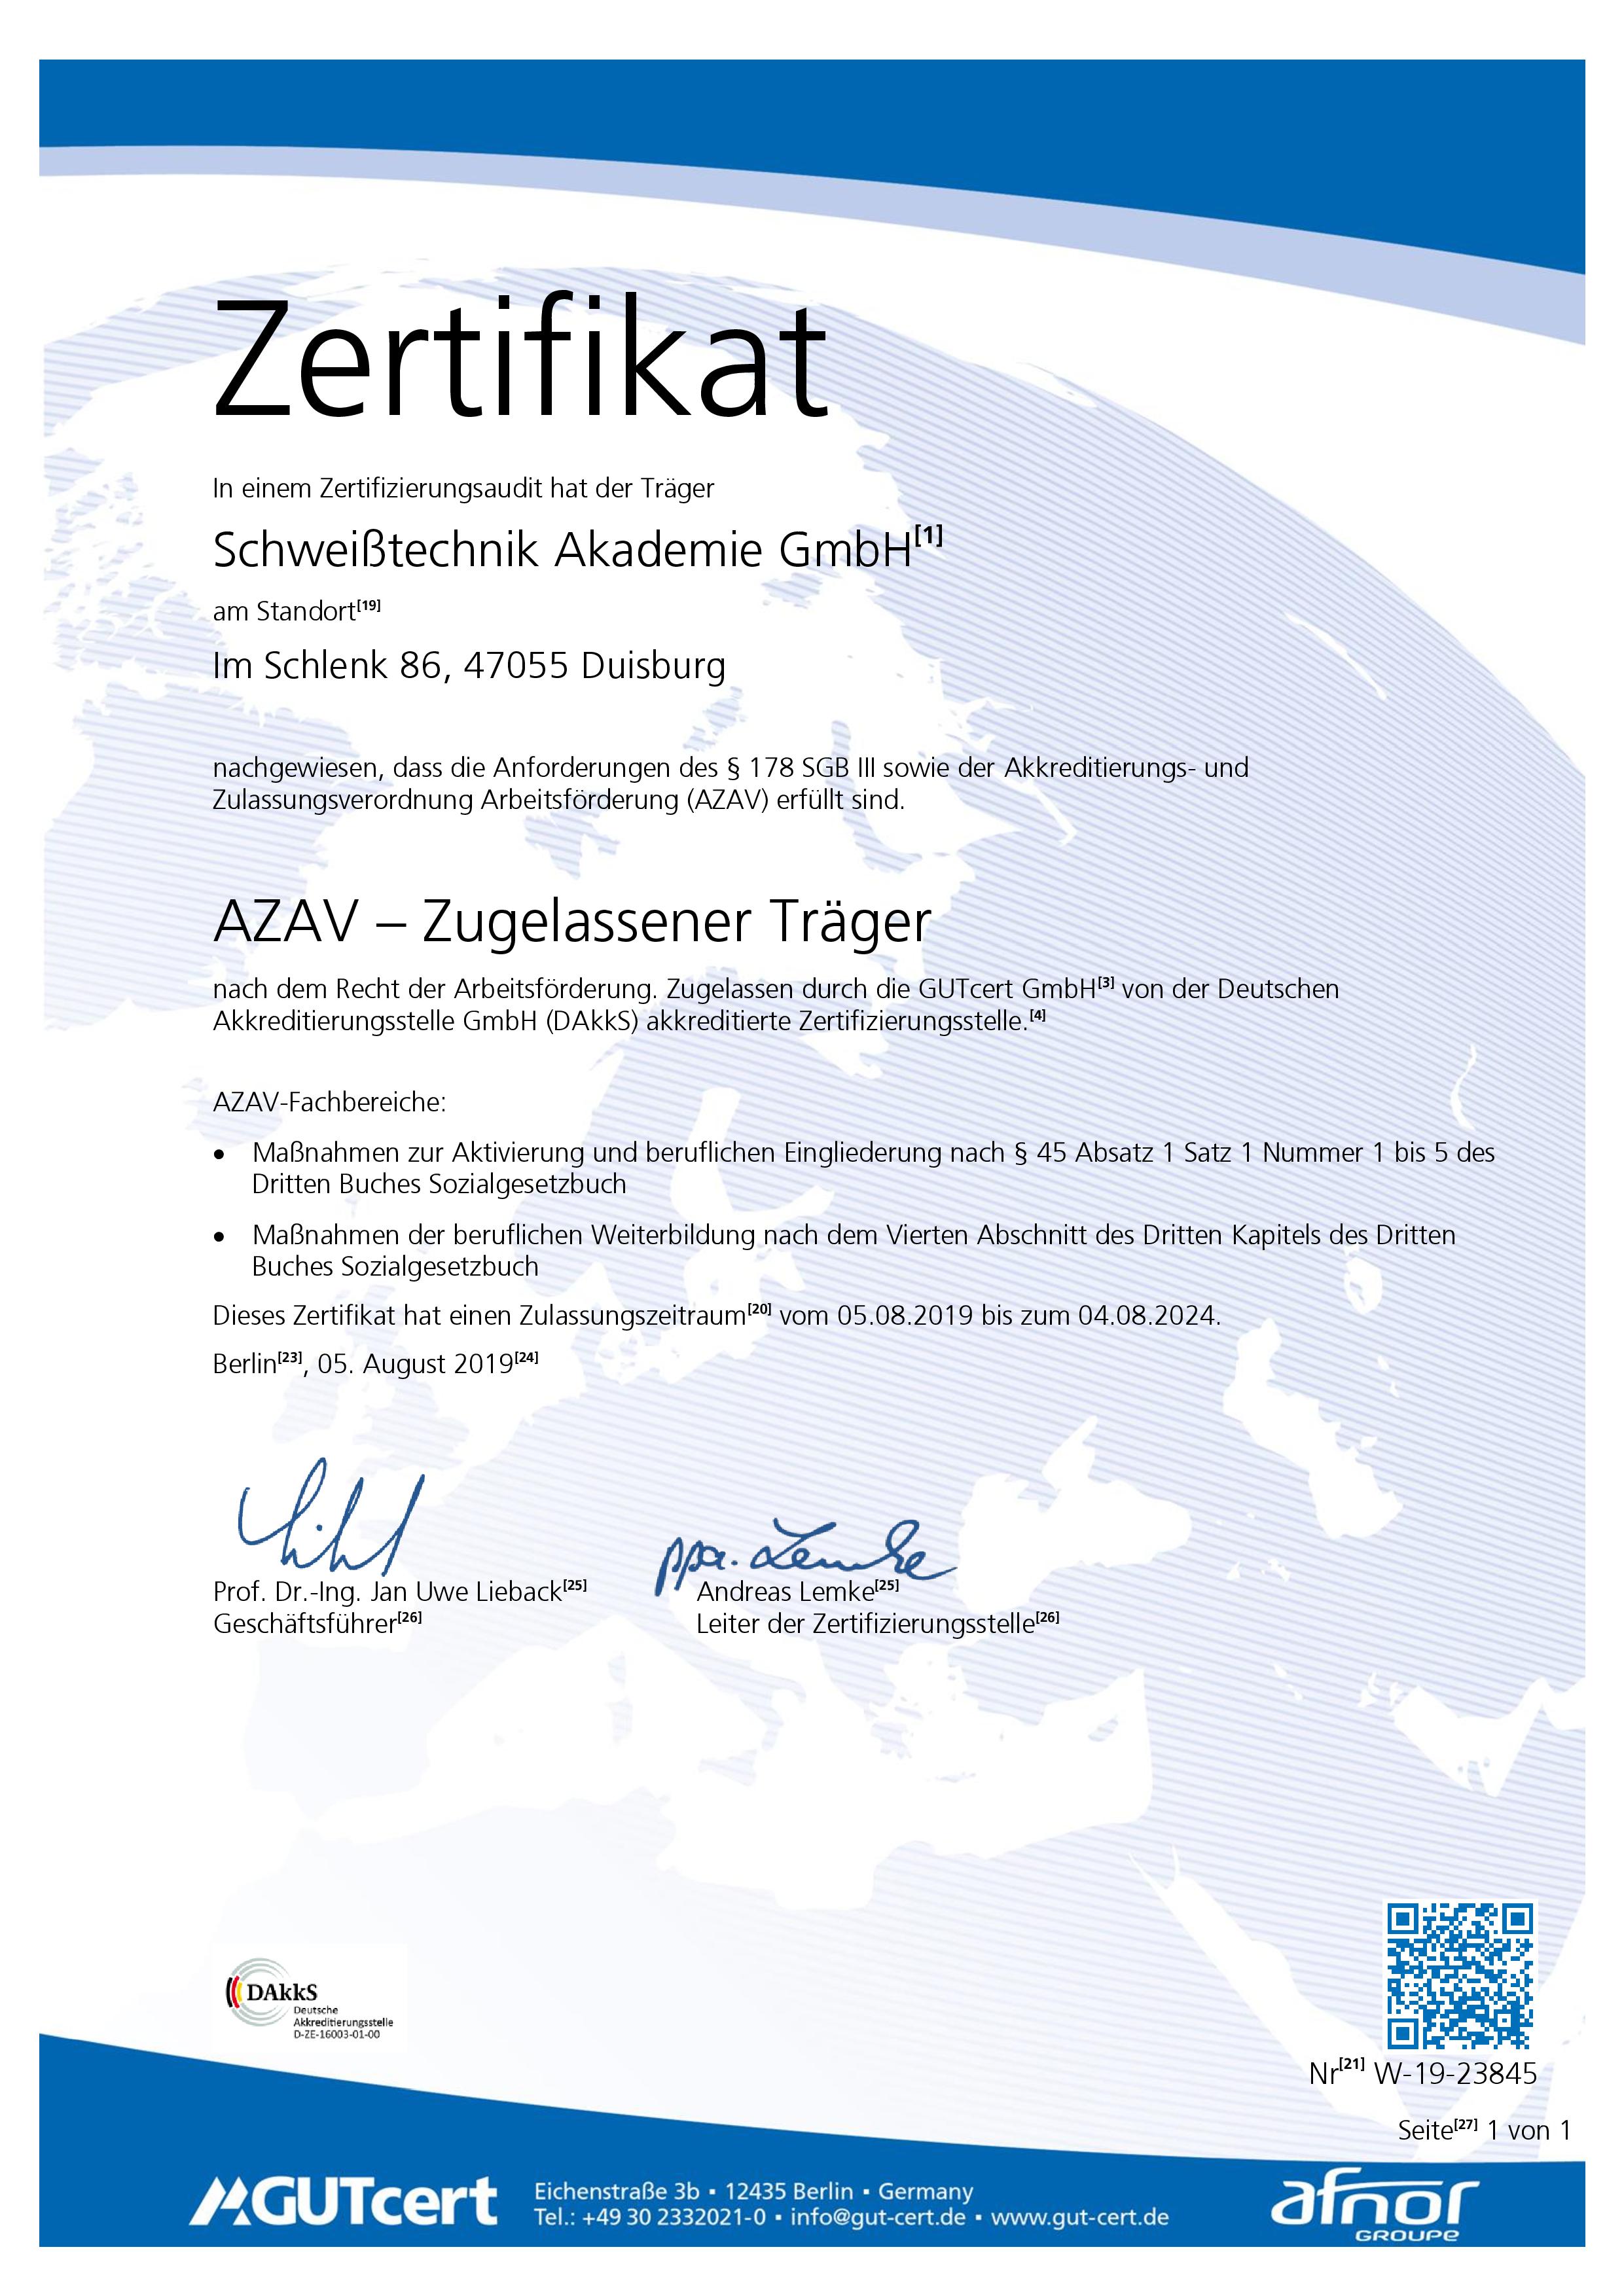 Zertifikat
In einem Zertifizierungsaudit hat der Träger
Schweißtechnik Akademie GmbH[1]
am Standort[19]
Im Schlenk 86, 47055 Duisburg
nachgewiesen, dass die Anforderungen des § 178 SGB III sowie der Akkreditierungs- und
Zulassungsverordnung Arbeitsförderung (AZAV) erfüllt sind.
AZAV – Zugelassener Träger
nach dem Recht der Arbeitsförderung. Zugelassen durch die GUTcert GmbH[3] von der Deutschen
Akkreditierungsstelle GmbH (DAkkS) akkreditierte Zertifizierungsstelle.[4]
AZAV-Fachbereiche:
• Maßnahmen zur Aktivierung und beruflichen Eingliederung nach § 45 Absatz 1 Satz 1 Nummer 1 bis 5 des
Dritten Buches Sozialgesetzbuch
• Maßnahmen der beruflichen Weiterbildung nach dem Vierten Abschnitt des Dritten Kapitels des Dritten
Buches Sozialgesetzbuch
Dieses Zertifikat hat einen Zulassungszeitraum[20] vom 05.08.2019 bis zum 04.08.2024.
Berlin[23], 05. August 2019[24]
ppa. Lemke
Prof. Dr.-Ing. Jan Uwe Lieback[25] Andreas Lemke[25]
Geschäftsführer[26] Leiter der Zertifizierungsstelle[26]
DAkkS
Deutsche
Akkreditierungsstelle
D-ZE-16003-01-00
Nr[21] W-19-23845
Seite[27] 1 von 1
GUTcert
Eichenstraße 3b ▪ 12435 Berlin ▪ Germany
Tel.: +49 30 2332021-0 ▪ info@gut-cert.de ▪ www.gut-cert.de
afnor
GROUPE